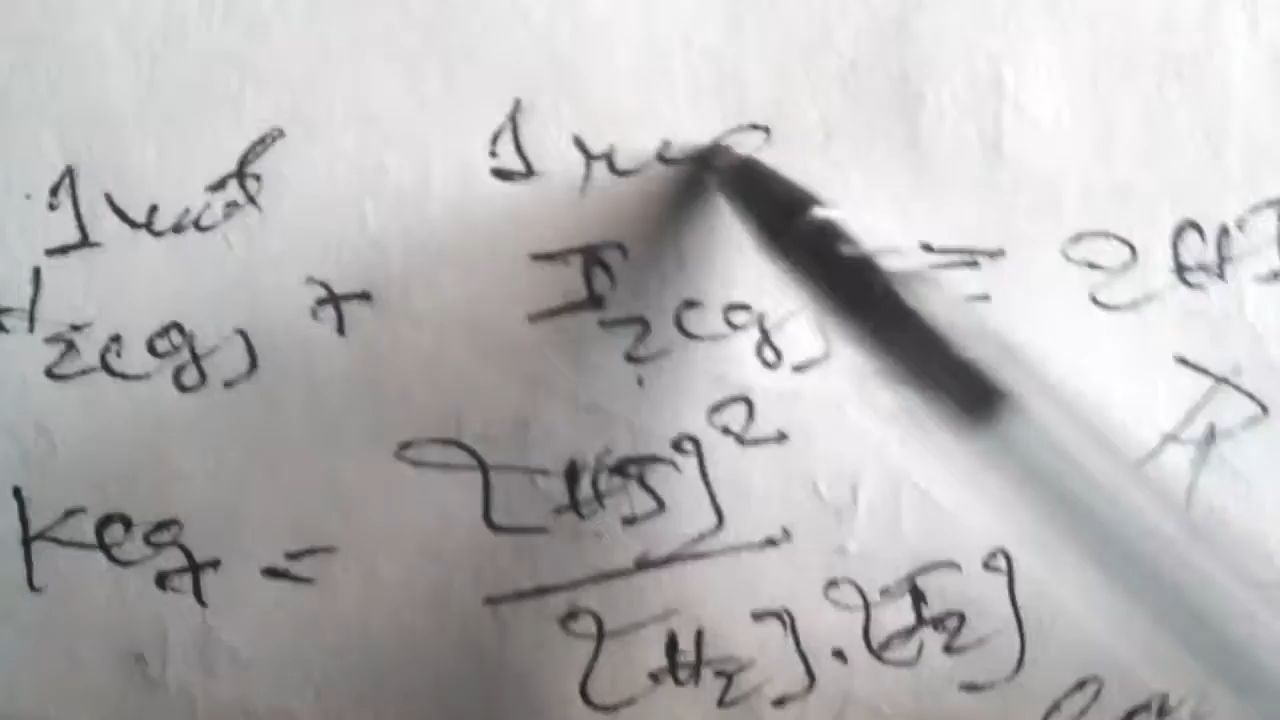 1 mol 1 mol
H2(g) + I2(g) = 2HI
Keq = [HI]²
[H2].[I2]